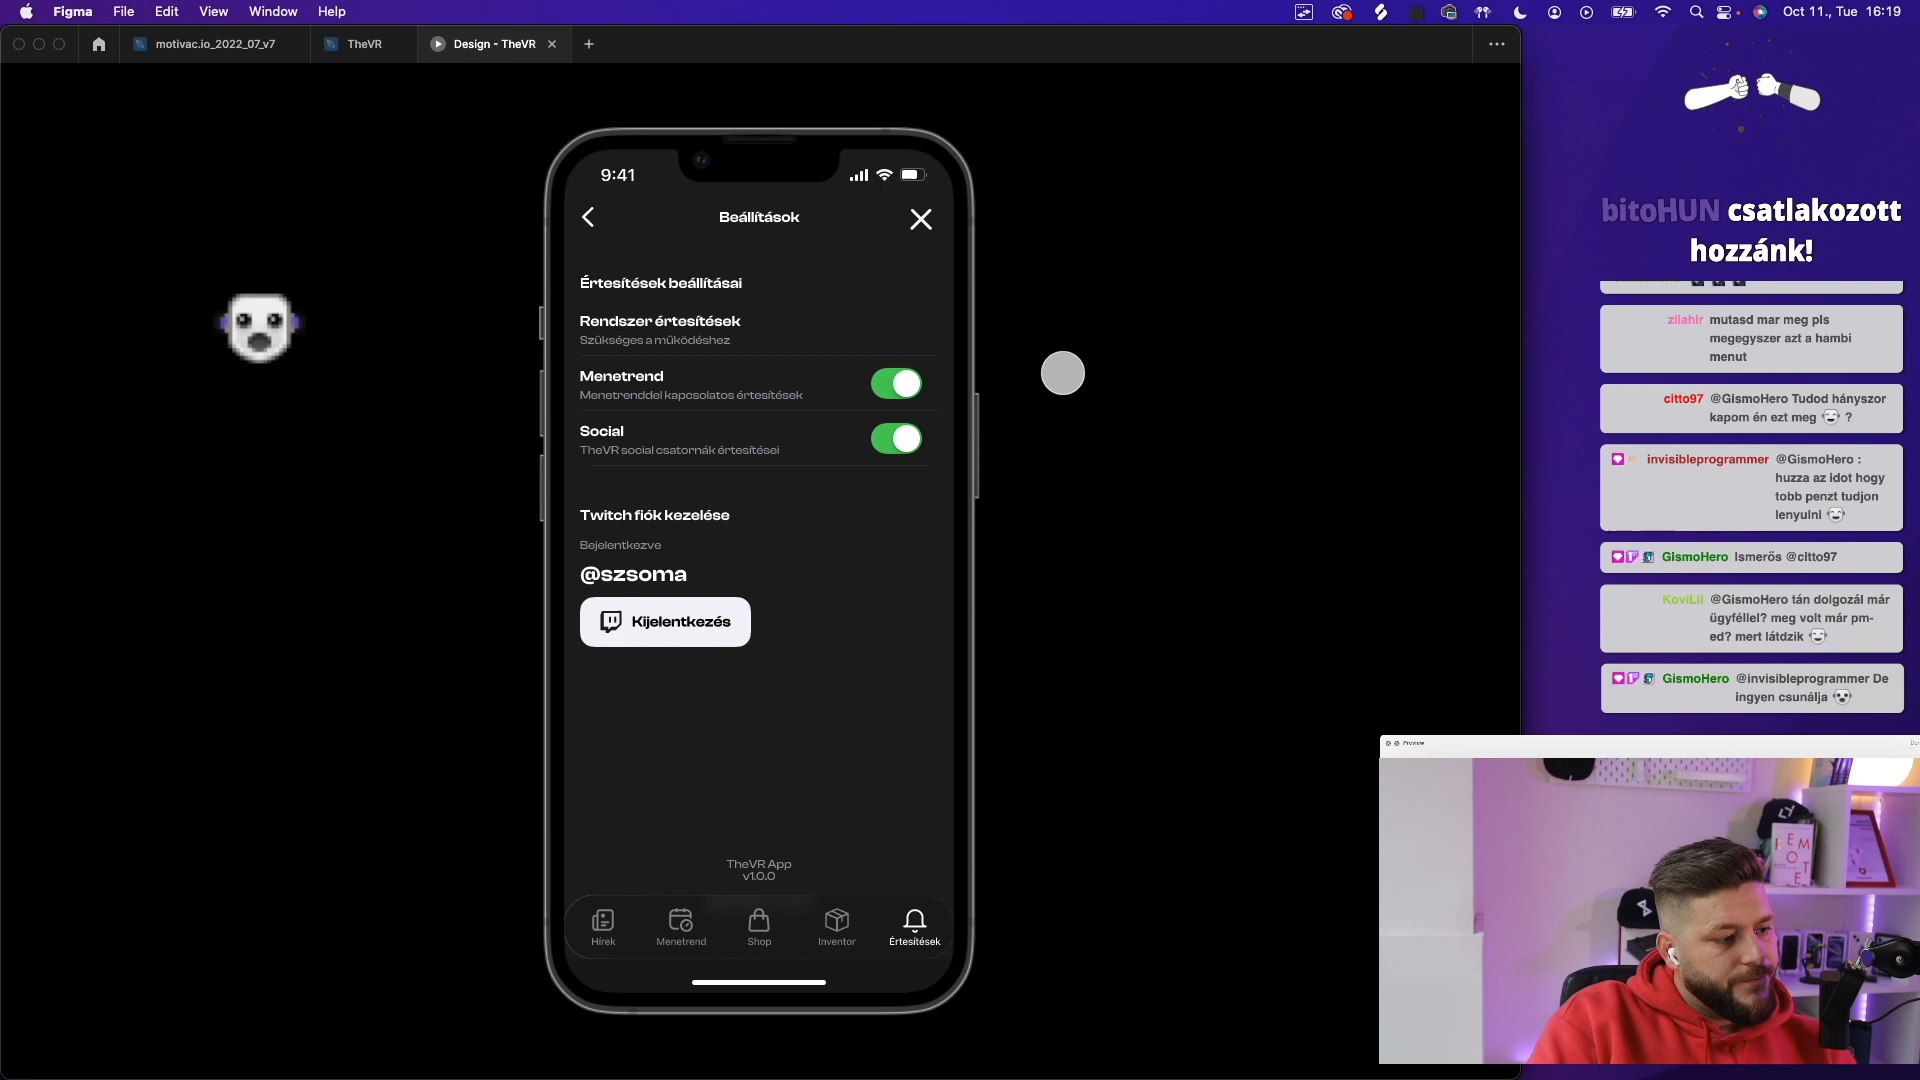 Figma File Edit View Window Help
Oct 11., Tue 16:19
motivac.io_2022_07_v7
TheVR
Design - TheVR
9:41
Beállítások
Értesítések beállításai
Rendszer értesítések
Szükséges a működéshez
Menetrend
Menetrenddel kapcsolatos értesítések
Social
TheVR social csatornák értesítései
Twitch fiók kezelése
Bejelentkezve
@szsoma
Kijelentkezés
TheVR App
v1.0.0
Hírek
Menetrend
Shop
Inventor
Értesítések
bitoHUN csatlakozott
hozzánk!
zilahir mutasd mar meg pls
megegyszer azt a hambi
menut
citto97 @GismoHero Tudod hányszor
kapom én ezt meg ?
invisibleprogrammer @GismoHero :
huzza az idot hogy
tobb penzt tudjon
lenyulni
GismoHero Ismerős @citto97
KoviLil @GismoHero tán dolgozál már
ügyféllel? meg volt már pm-
ed? mert látdzik
GismoHero @invisibleprogrammer De
ingyen csunálja
Preview
REMOTE